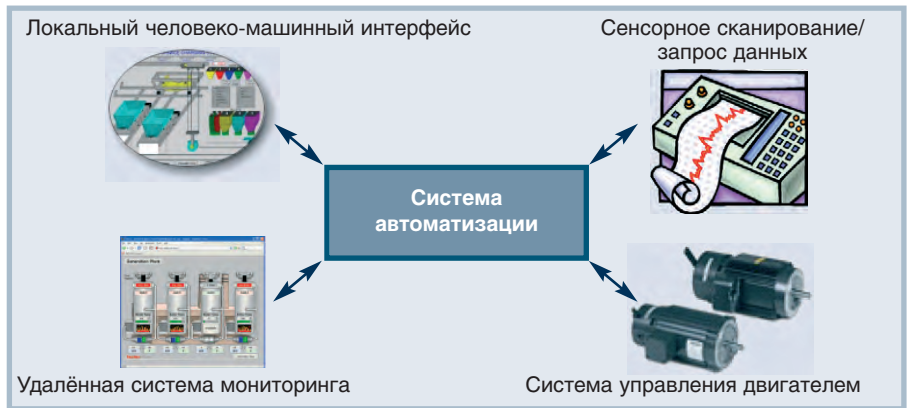 Локальный человеко-машинный интерфейс
Сенсорное сканирование/
запрос данных
Система
автоматизации
Удалённая система мониторинга
Система управления двигателем